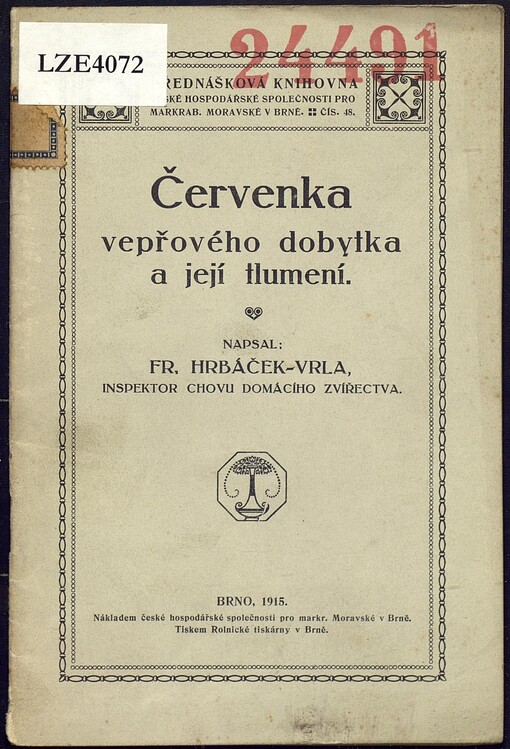 LZE4072
24491
PŘEDNÁŠKOVÁ KNIHOVNA
HOSPODÁŘSKÉ SPOLEČNOSTI PRO
MARKRAB. MORAVSKÉ V BRNĚ. ČÍS. 48.
Červenka
vepřového dobytka
a její tlumení.
NAPSAL:
FR. HRBÁČEK-VRLA,
INSPEKTOR CHOVU DOMÁCÍHO ZVÍŘECTVA.
BRNO, 1915.
Nákladem české hospodářské společnosti pro markr. Moravské v Brně.
Tiskem Rolnické tiskárny v Brně.